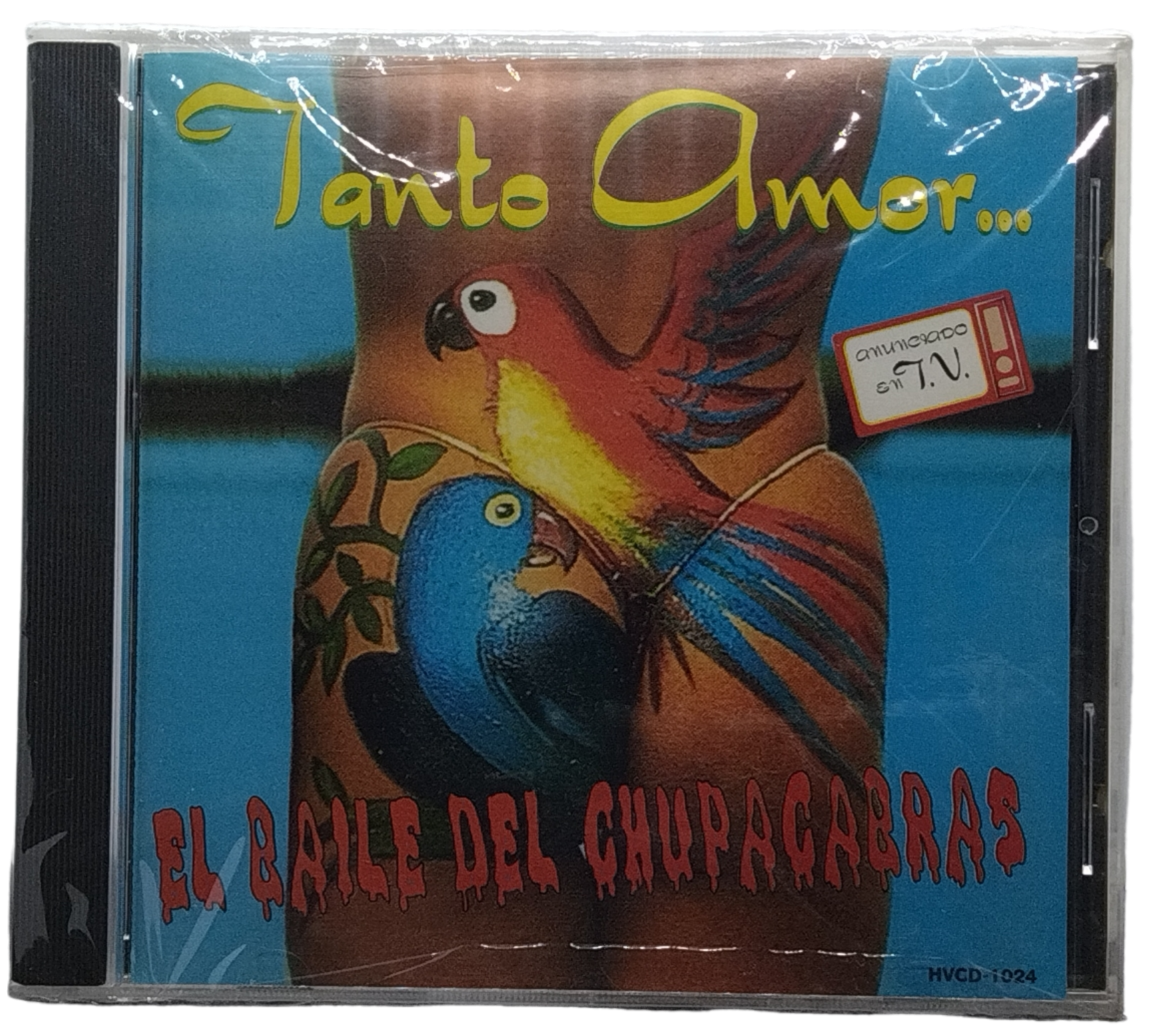 Tanto Amor...
anunciado
en T.V.
EL BAILE DEL CHUPACABRAS
HVCD-1024